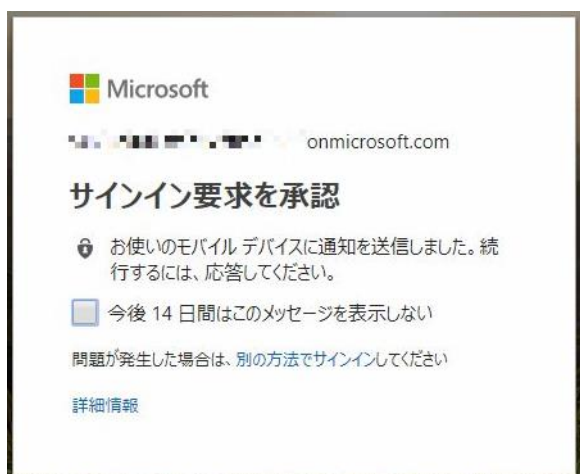 Microsoft
onmicrosoft.com
サインイン要求を承認
お使いのモバイル デバイスに通知を送信しました。続
行するには、応答してください。
今後 14 日間はこのメッセージを表示しない
問題が発生した場合は、別の方法でサインインしてください
詳細情報